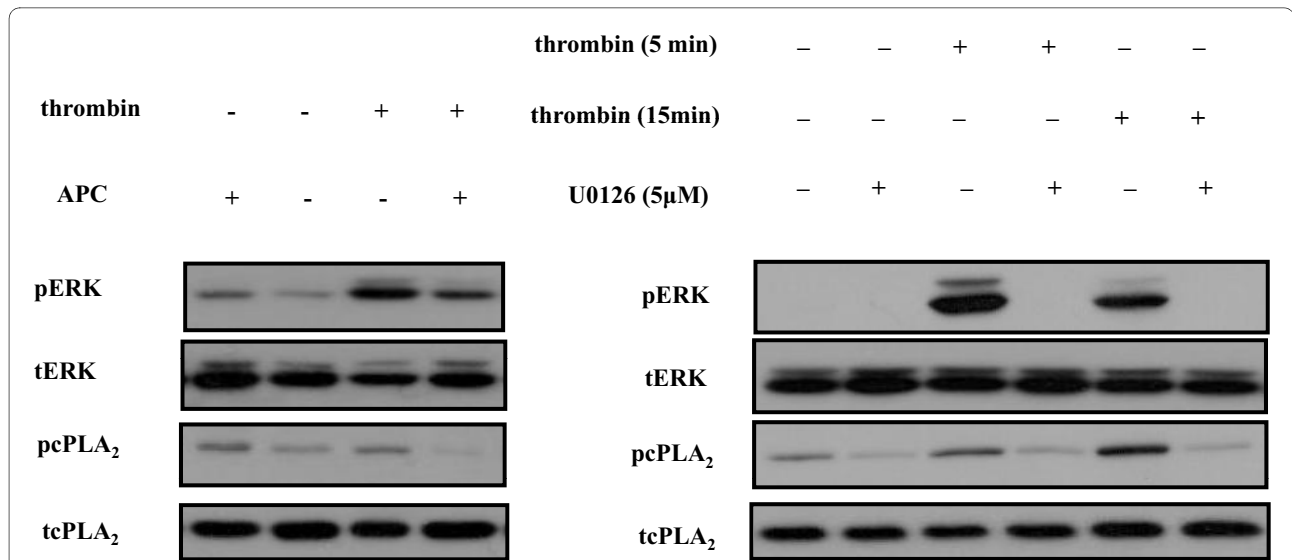 thrombin (5 min) – – + + – –
thrombin - - + +
thrombin (15min) – – – – + +
APC + - - +
U0126 (5µM) – + – + – +
pERK
pERK
tERK
tERK
pcPLA₂
pcPLA₂
tcPLA₂
tcPLA₂